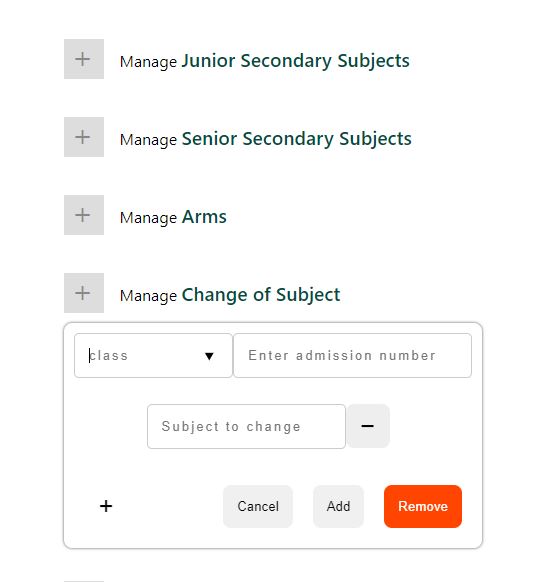 + Manage Junior Secondary Subjects
+ Manage Senior Secondary Subjects
+ Manage Arms
+ Manage Change of Subject
class ▼ Enter admission number
Subject to change −
+ Cancel Add Remove